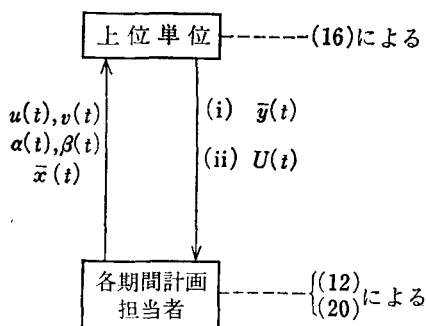 上位単位
(16)による
u(t), v(t)
α(t), β(t)
x̄(t)
(i) ȳ(t)
(ii) U(t)
各期間計画
担当者
(12)
(20)
による